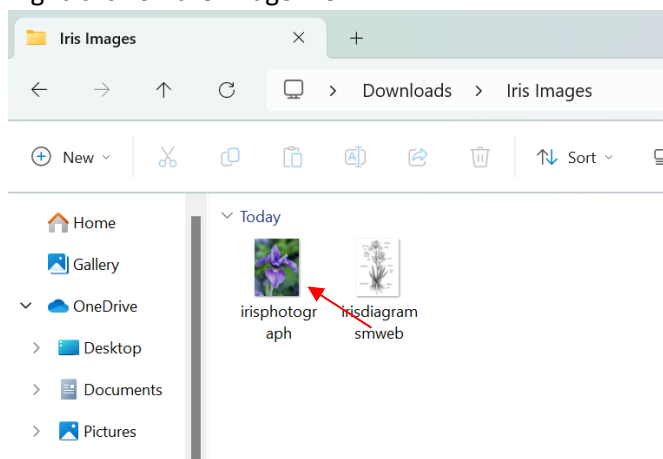 Iris Images
Downloads > Iris Images
New
Sort
Home
Gallery
OneDrive
Desktop
Documents
Pictures
Today
irisphotogr
aph
irisdiagram
smweb